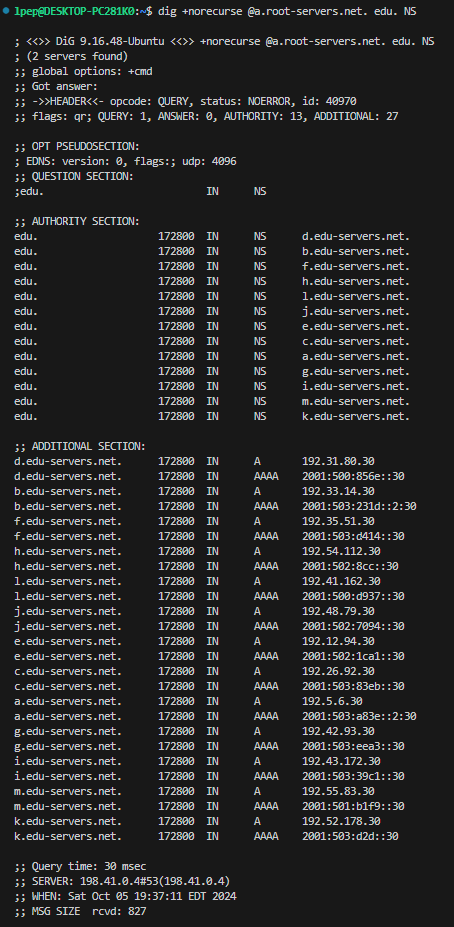 lpep@DESKTOP-PC281K0:~$ dig +norecurse @a.root-servers.net. edu. NS

; <<>> DiG 9.16.48-Ubuntu <<>> +norecurse @a.root-servers.net. edu. NS
; (2 servers found)
;; global options: +cmd
;; Got answer:
;; ->>HEADER<<- opcode: QUERY, status: NOERROR, id: 40970
;; flags: qr; QUERY: 1, ANSWER: 0, AUTHORITY: 13, ADDITIONAL: 27

;; OPT PSEUDOSECTION:
; EDNS: version: 0, flags:; udp: 4096
;; QUESTION SECTION:
;edu. IN NS

;; AUTHORITY SECTION:
edu. 172800 IN NS d.edu-servers.net.
edu. 172800 IN NS b.edu-servers.net.
edu. 172800 IN NS f.edu-servers.net.
edu. 172800 IN NS h.edu-servers.net.
edu. 172800 IN NS l.edu-servers.net.
edu. 172800 IN NS j.edu-servers.net.
edu. 172800 IN NS e.edu-servers.net.
edu. 172800 IN NS c.edu-servers.net.
edu. 172800 IN NS a.edu-servers.net.
edu. 172800 IN NS g.edu-servers.net.
edu. 172800 IN NS i.edu-servers.net.
edu. 172800 IN NS m.edu-servers.net.
edu. 172800 IN NS k.edu-servers.net.

;; ADDITIONAL SECTION:
d.edu-servers.net. 172800 IN A 192.31.80.30
d.edu-servers.net. 172800 IN AAAA 2001:500:856e::30
b.edu-servers.net. 172800 IN A 192.33.14.30
b.edu-servers.net. 172800 IN AAAA 2001:503:231d::2:30
f.edu-servers.net. 172800 IN A 192.35.51.30
f.edu-servers.net. 172800 IN AAAA 2001:503:d414::30
h.edu-servers.net. 172800 IN A 192.54.112.30
h.edu-servers.net. 172800 IN AAAA 2001:502:8cc::30
l.edu-servers.net. 172800 IN A 192.41.162.30
l.edu-servers.net. 172800 IN AAAA 2001:500:d937::30
j.edu-servers.net. 172800 IN A 192.48.79.30
j.edu-servers.net. 172800 IN AAAA 2001:502:7094::30
e.edu-servers.net. 172800 IN A 192.12.94.30
e.edu-servers.net. 172800 IN AAAA 2001:502:1ca1::30
c.edu-servers.net. 172800 IN A 192.26.92.30
c.edu-servers.net. 172800 IN AAAA 2001:503:83eb::30
a.edu-servers.net. 172800 IN A 192.5.6.30
a.edu-servers.net. 172800 IN AAAA 2001:503:a83e::2:30
g.edu-servers.net. 172800 IN A 192.42.93.30
g.edu-servers.net. 172800 IN AAAA 2001:503:eea3::30
i.edu-servers.net. 172800 IN A 192.43.172.30
i.edu-servers.net. 172800 IN AAAA 2001:503:39c1::30
m.edu-servers.net. 172800 IN A 192.55.83.30
m.edu-servers.net. 172800 IN AAAA 2001:501:b1f9::30
k.edu-servers.net. 172800 IN A 192.52.178.30
k.edu-servers.net. 172800 IN AAAA 2001:503:d2d::30

;; Query time: 30 msec
;; SERVER: 198.41.0.4#53(198.41.0.4)
;; WHEN: Sat Oct 05 19:37:11 EDT 2024
;; MSG SIZE rcvd: 827